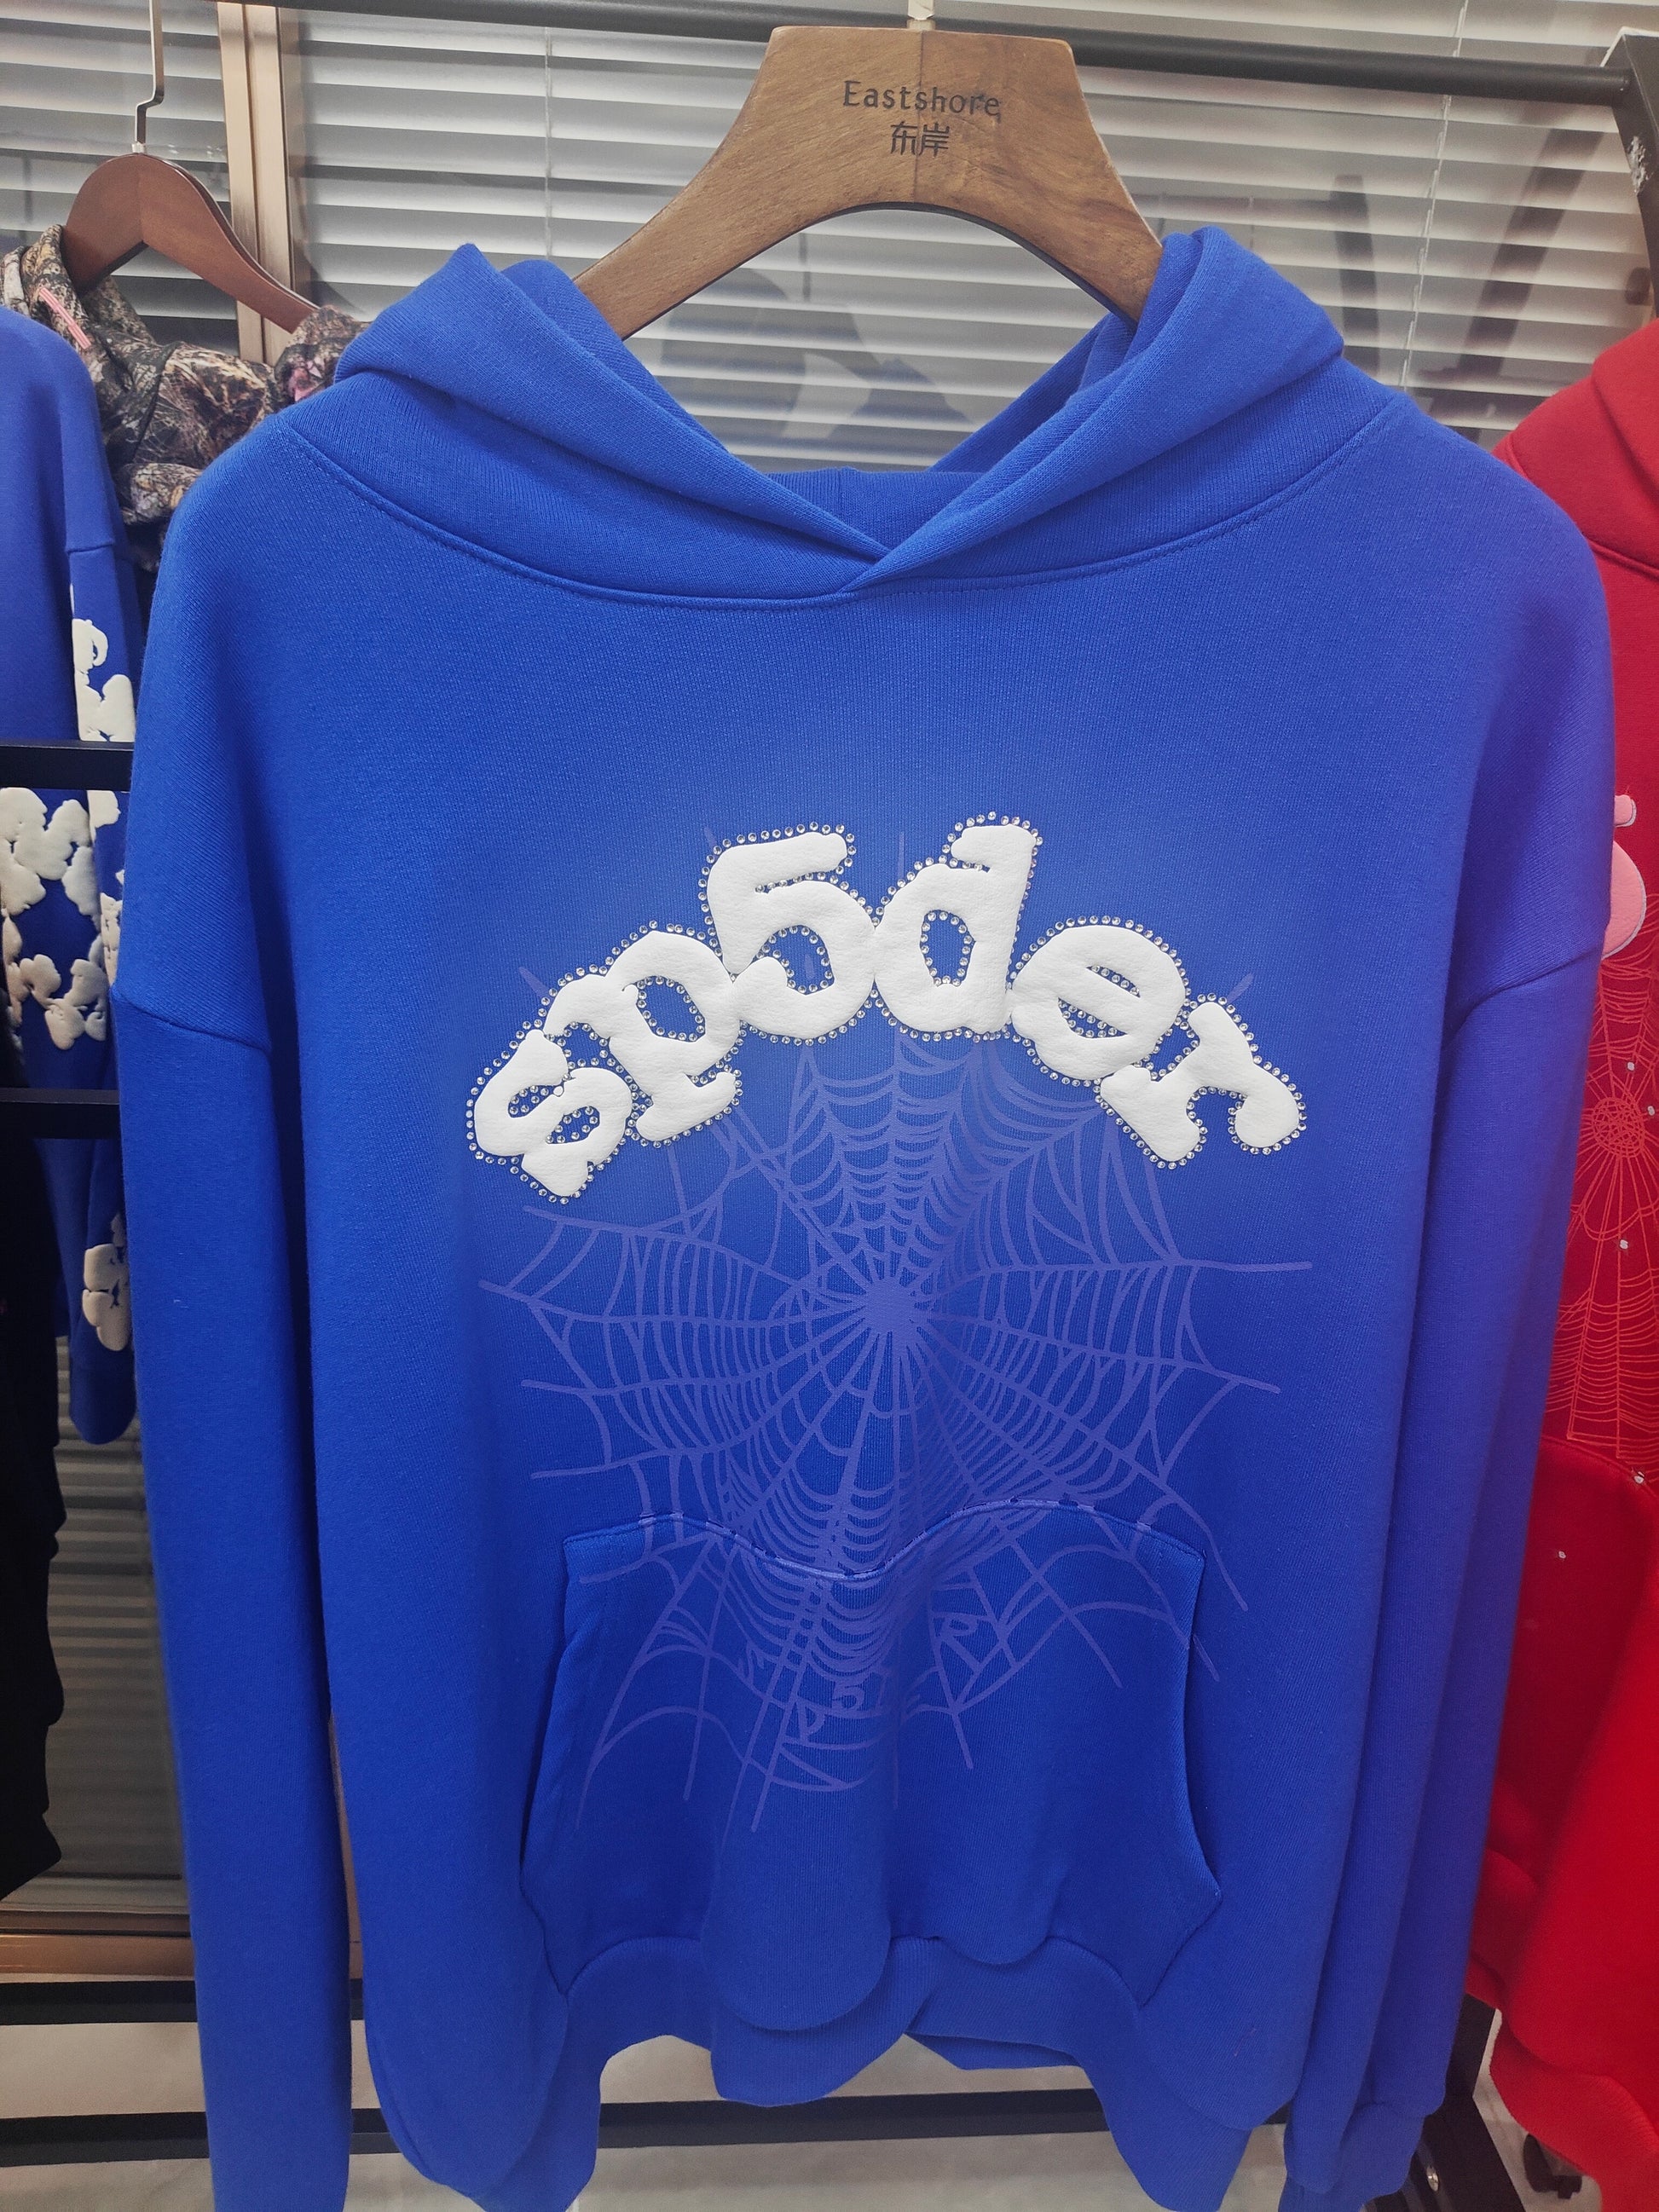 Eastshore
东岸
sp5der